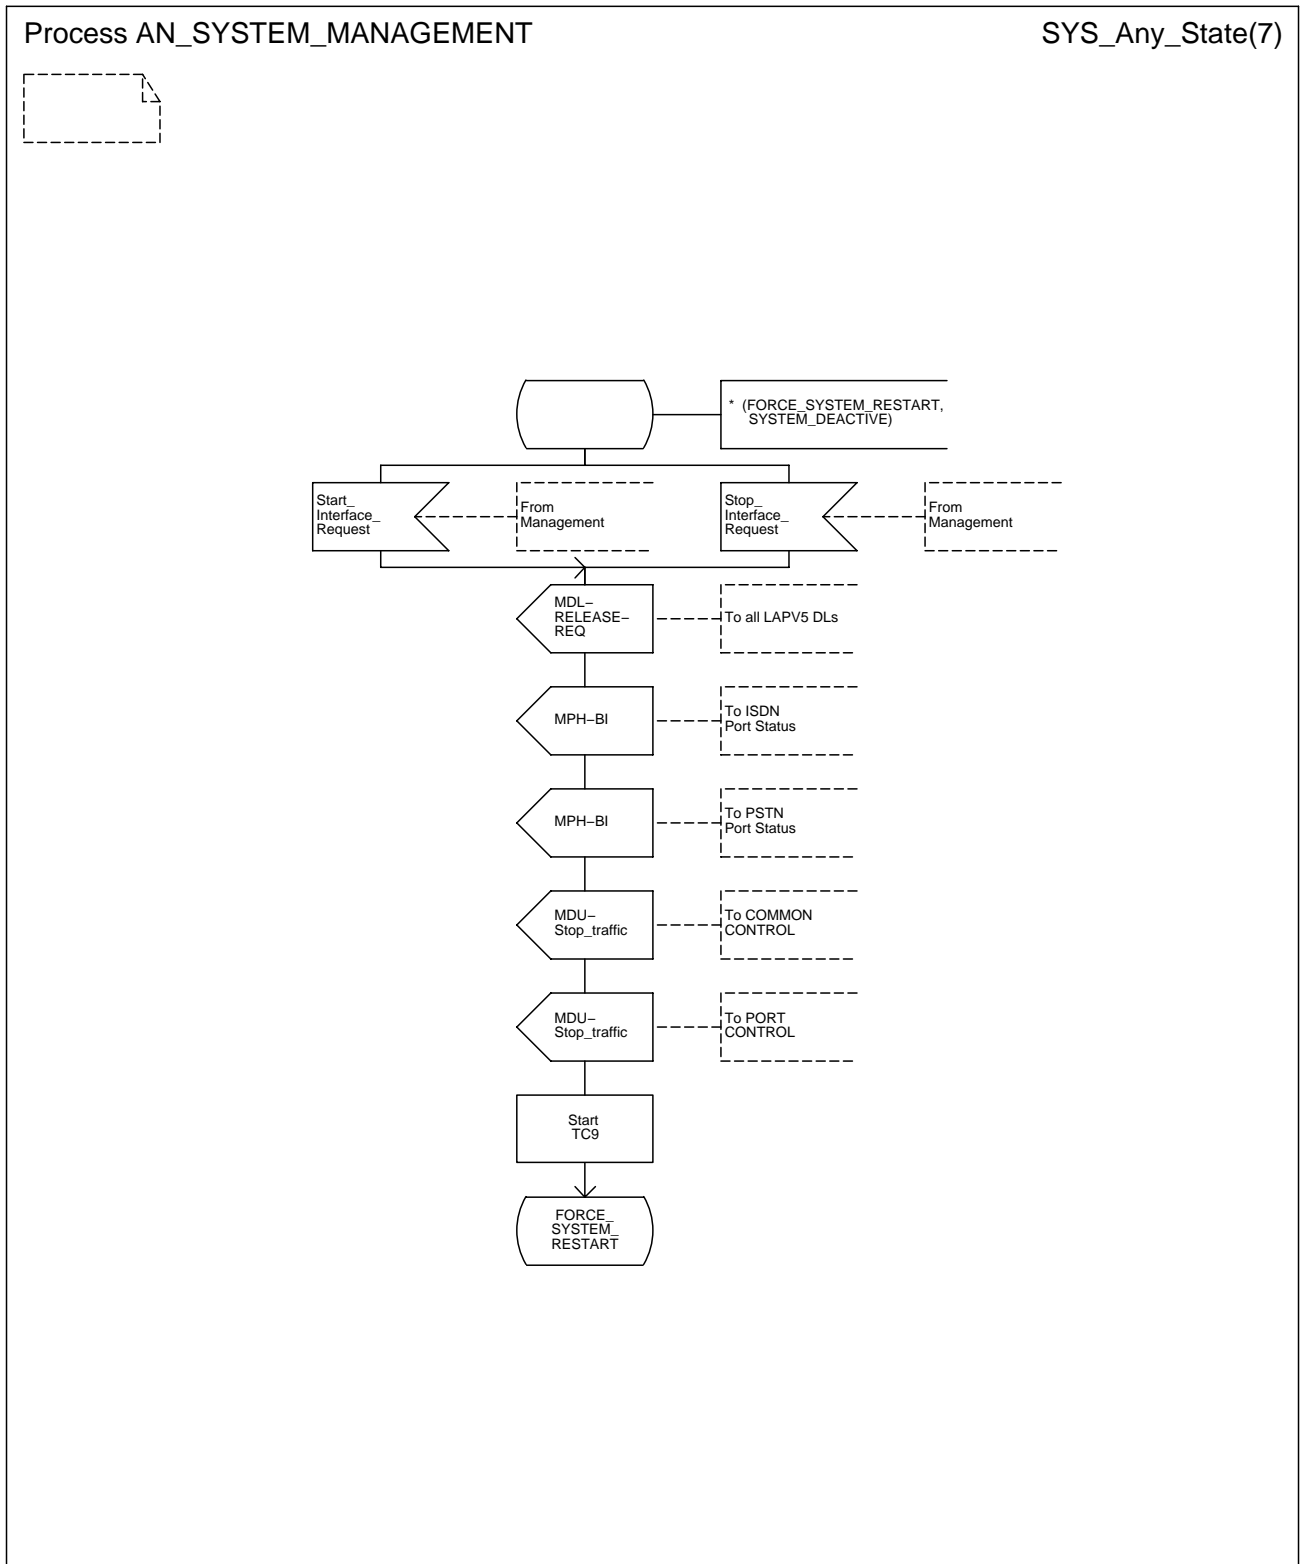 Process AN_SYSTEM_MANAGEMENT
SYS_Any_State(7)
* (FORCE_SYSTEM_RESTART,
SYSTEM_DEACTIVE)
Start_
Interface_
Request
From
Management
Stop_
Interface_
Request
From
Management
MDL−
RELEASE−
REQ
To all LAPV5 DLs
MPH−BI
To ISDN
Port Status
MPH−BI
To PSTN
Port Status
MDU−
Stop_traffic
To COMMON
CONTROL
MDU−
Stop_traffic
To PORT
CONTROL
Start
TC9
FORCE_
SYSTEM_
RESTART